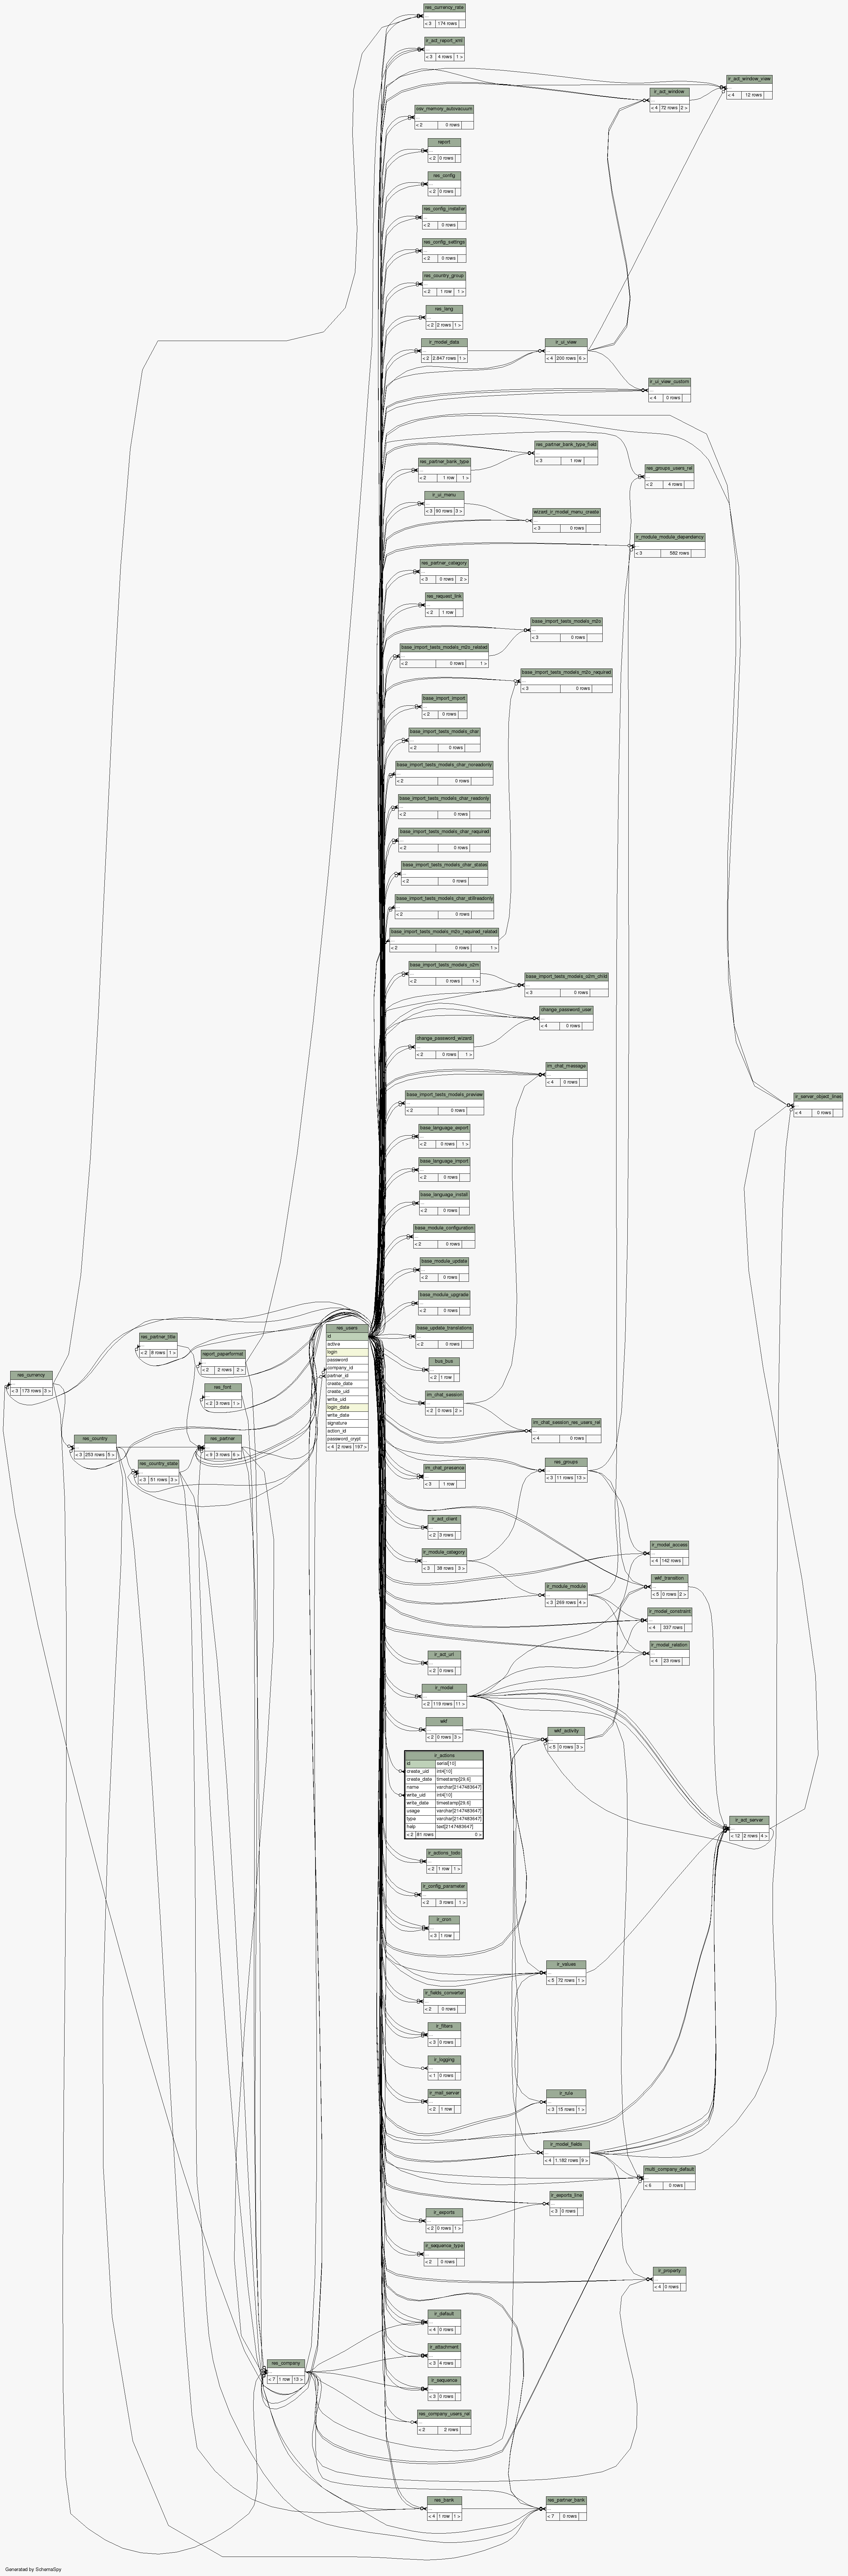 res_currency_rate
...
< 3 174 rows
ir_act_report_xml
...
< 3 4 rows 1 >
ir_act_window_view
...
< 4 12 rows
ir_act_window
...
< 4 72 rows 2 >
osv_memory_autovacuum
...
< 2 0 rows
report
...
< 2 0 rows
res_config
...
< 2 0 rows
res_config_installer
...
< 2 0 rows
res_config_settings
...
< 2 0 rows
res_country_group
...
< 2 1 row 1 >
res_lang
...
< 2 2 rows 1 >
ir_model_data
...
< 2 2.847 rows 1 >
ir_ui_view
...
< 4 200 rows 6 >
ir_ui_view_custom
...
< 4 0 rows
res_partner_bank_type_field
...
< 3 1 row
res_partner_bank_type
...
< 2 1 row 1 >
res_groups_users_rel
...
< 2 4 rows
ir_ui_menu
...
< 3 90 rows 3 >
wizard_ir_model_menu_create
...
< 3 0 rows
ir_module_module_dependency
...
< 3 582 rows
res_partner_category
...
< 3 0 rows 2 >
res_request_link
...
< 2 1 row
base_import_tests_models_m2o
...
< 3 0 rows
base_import_tests_models_m2o_related
...
< 2 0 rows 1 >
base_import_tests_models_m2o_required
...
< 3 0 rows
base_import_import
...
< 2 0 rows
base_import_tests_models_char
...
< 2 0 rows
base_import_tests_models_char_noreadonly
...
< 2 0 rows
base_import_tests_models_char_readonly
...
< 2 0 rows
base_import_tests_models_char_required
...
< 2 0 rows
base_import_tests_models_char_states
...
< 2 0 rows
base_import_tests_models_char_stillreadonly
...
< 2 0 rows
base_import_tests_models_m2o_required_related
...
< 2 0 rows 1 >
base_import_tests_models_o2m
...
< 2 0 rows 1 >
base_import_tests_models_o2m_child
...
< 3 0 rows
change_password_user
...
< 4 0 rows
change_password_wizard
...
< 2 0 rows 1 >
im_chat_message
...
< 4 0 rows
base_import_tests_models_preview
...
< 2 0 rows
ir_server_object_lines
...
< 4 0 rows
base_language_export
...
< 2 0 rows 1 >
base_language_import
...
< 2 0 rows
base_language_install
...
< 2 0 rows
base_module_configuration
...
< 2 0 rows
base_module_update
...
< 2 0 rows
base_module_upgrade
...
< 2 0 rows
base_update_translations
...
< 2 0 rows
res_users
id
active
login
password
company_id
partner_id
create_date
create_uid
write_uid
login_date
write_date
signature
action_id
password_crypt
< 4 2 rows 197 >
res_partner_title
...
< 2 8 rows 1 >
report_paperformat
...
< 2 2 rows 2 >
res_currency
...
< 3 173 rows 3 >
res_font
...
< 2 3 rows 1 >
res_country
...
< 3 253 rows 5 >
res_partner
...
< 8 3 rows 6 >
res_country_state
...
< 3 51 rows 3 >
bus_bus
...
< 2 1 row
im_chat_session
...
< 2 0 rows 2 >
im_chat_session_res_users_rel
...
< 4 0 rows
im_chat_presence
...
< 3 1 row
res_groups
...
< 3 11 rows 13 >
ir_act_client
...
< 2 3 rows
ir_module_category
...
< 3 38 rows 3 >
ir_model_access
...
< 4 142 rows
wkf_transition
...
< 5 0 rows 2 >
ir_module_module
...
< 3 269 rows 4 >
ir_model_constraint
...
< 4 337 rows
ir_model_relation
...
< 4 23 rows
ir_act_url
...
< 2 0 rows
ir_model
...
< 2 119 rows 11 >
wkf
...
< 2 0 rows 3 >
wkf_activity
...
< 5 0 rows 3 >
ir_actions
id serial[10]
create_uid int4[10]
create_date timestamp[29,6]
name varchar[2147483647]
write_uid int4[10]
write_date timestamp[29,6]
usage varchar[2147483647]
type varchar[2147483647]
help text[2147483647]
< 2 81 rows 0 >
ir_act_server
...
< 12 2 rows 4 >
ir_actions_todo
...
< 2 1 row 1 >
ir_config_parameter
...
< 2 3 rows 1 >
ir_cron
...
< 3 1 row
ir_values
...
< 5 72 rows 1 >
ir_fields_converter
...
< 2 0 rows
ir_filters
...
< 3 0 rows
ir_logging
...
< 1 0 rows
ir_mail_server
...
< 2 1 row
ir_rule
...
< 3 15 rows 1 >
ir_model_fields
...
< 4 1.182 rows 9 >
multi_company_default
...
< 6 0 rows
ir_exports_line
...
< 3 0 rows
ir_exports
...
< 2 0 rows 1 >
ir_sequence_type
...
< 2 0 rows
ir_property
...
< 4 0 rows
ir_default
...
< 4 0 rows
ir_attachment
...
< 3 4 rows
res_company
...
< 7 1 row 13 >
ir_sequence
...
< 3 0 rows
res_company_users_rel
...
< 2 2 rows
res_bank
...
< 4 1 row 1 >
res_partner_bank
...
< 7 0 rows
Generated by SchemaSpy